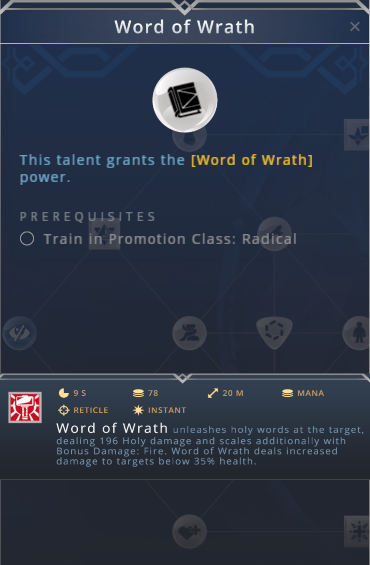 Word of Wrath
This talent grants the [Word of Wrath]
power.
PREREQUISITES
Train in Promotion Class: Radical
9 S 78 20 M MANA
RETICLE INSTANT
Word of Wrath unleashes holy words at the target,
dealing 196 Holy damage and scales additionally with
Bonus Damage: Fire. Word of Wrath deals increased
damage to targets below 35% health.